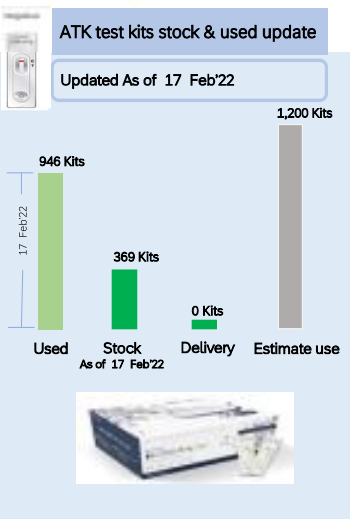 ATK test kits stock & used update
Updated As of 17 Feb'22
1,200 Kits
946 Kits
17 Feb'22
369 Kits
0 Kits
Used
Stock
As of 17 Feb'22
Delivery
Estimate use